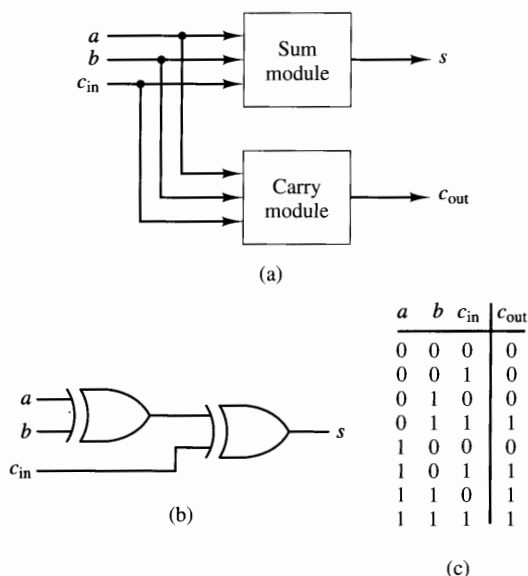 a
b
c_in
Sum
module
s
Carry
module
c_out
(a)
a
b
c_in
s
(b)
a b c_in c_out
0 0 0 0
0 0 1 0
0 1 0 0
0 1 1 1
1 0 0 0
1 0 1 1
1 1 0 1
1 1 1 1
(c)